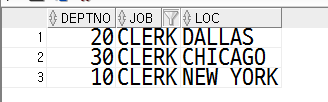 DEPTNO JOB LOC
1 20 CLERK DALLAS
2 30 CLERK CHICAGO
3 10 CLERK NEW YORK